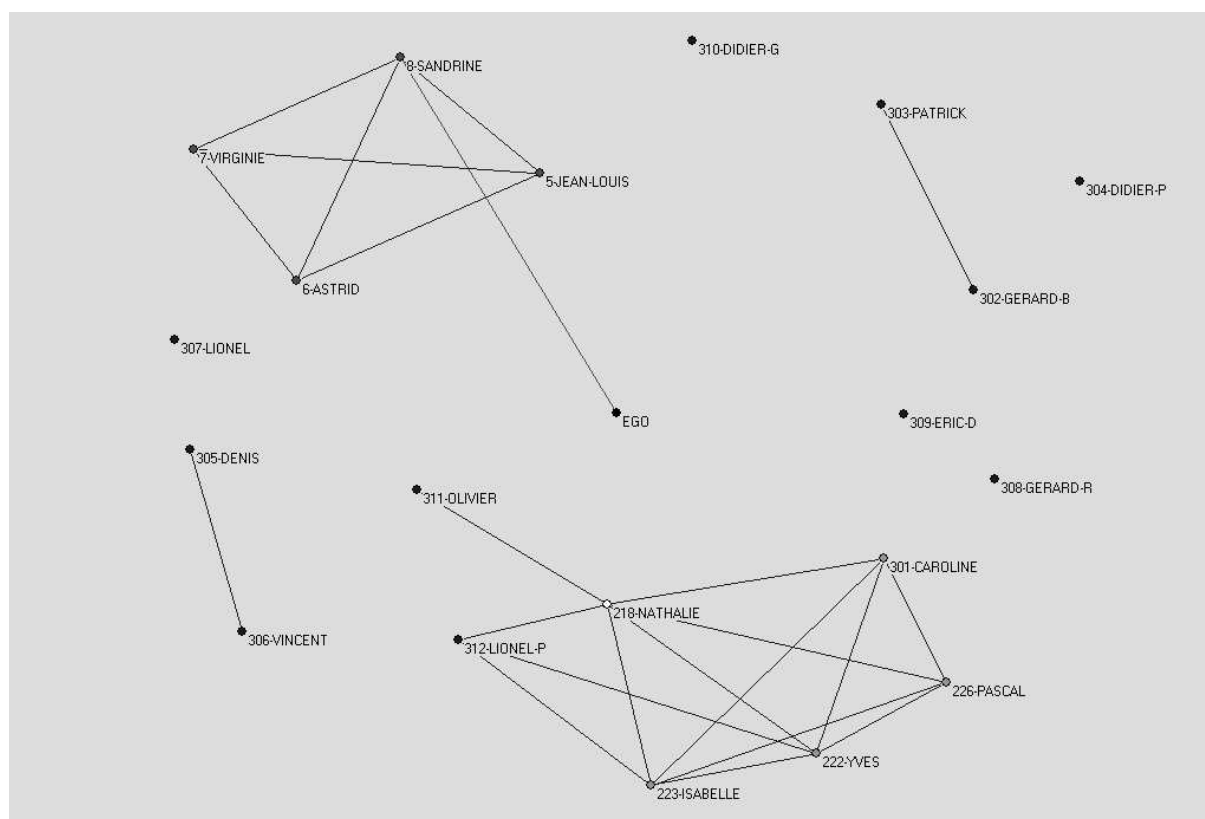 310-DIDIER-G
8-SANDRINE
303-PATRICK
7-VIRGINIE
5-JEAN-LOUIS
304-DIDIER-P
6-ASTRID
302-GERARD-B
307-LIONEL
EGO
309-ERIC-D
305-DENIS
308-GERARD-R
311-OLIVIER
301-CAROLINE
218-NATHALIE
306-VINCENT
312-LIONEL-P
226-PASCAL
222-YVES
223-ISABELLE